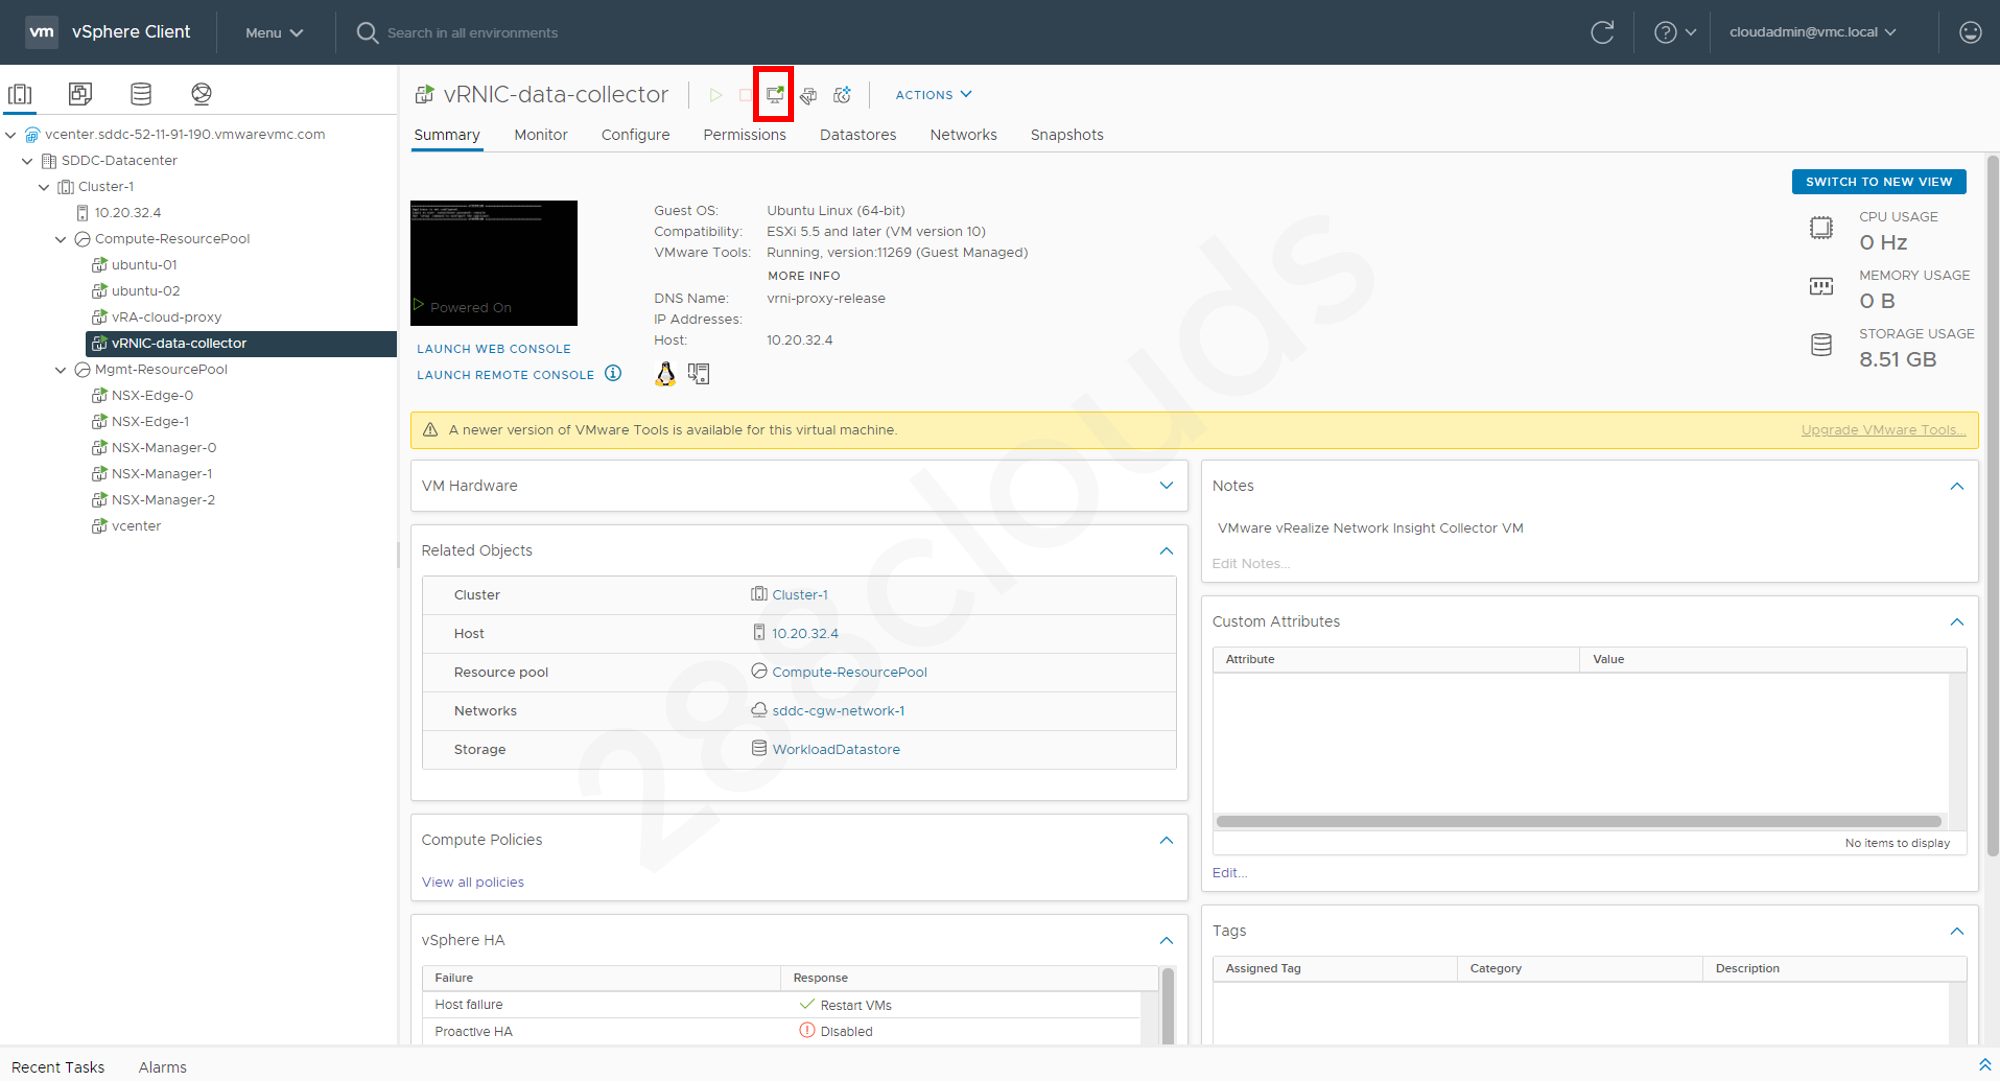 vm vSphere Client Menu Search in all environments cloudadmin@vmc.local
vRNIC-data-collector ACTIONS
Summary Monitor Configure Permissions Datastores Networks Snapshots
vcenter.sddc-52-11-91-190.vmwarevmc.com
SDDC-Datacenter
Cluster-1
10.20.32.4
Compute-ResourcePool
ubuntu-01
ubuntu-02
vRA-cloud-proxy
vRNIC-data-collector
Mgmt-ResourcePool
NSX-Edge-0
NSX-Edge-1
NSX-Manager-0
NSX-Manager-1
NSX-Manager-2
vcenter
SWITCH TO NEW VIEW
Powered On
LAUNCH WEB CONSOLE
LAUNCH REMOTE CONSOLE
Guest OS: Ubuntu Linux (64-bit)
Compatibility: ESXi 5.5 and later (VM version 10)
VMware Tools: Running, version:11269 (Guest Managed)
MORE INFO
DNS Name: vrni-proxy-release
IP Addresses:
Host: 10.20.32.4
CPU USAGE
0 Hz
MEMORY USAGE
0 B
STORAGE USAGE
8.51 GB
A newer version of VMware Tools is available for this virtual machine. Upgrade VMware Tools...
VM Hardware
Related Objects
Cluster Cluster-1
Host 10.20.32.4
Resource pool Compute-ResourcePool
Networks sddc-cgw-network-1
Storage WorkloadDatastore
Compute Policies
View all policies
vSphere HA
Failure Response
Host failure Restart VMs
Proactive HA Disabled
Notes
VMware vRealize Network Insight Collector VM
Edit Notes...
Custom Attributes
Attribute Value
No items to display
Edit...
Tags
Assigned Tag Category Description
Recent Tasks Alarms
288clouds